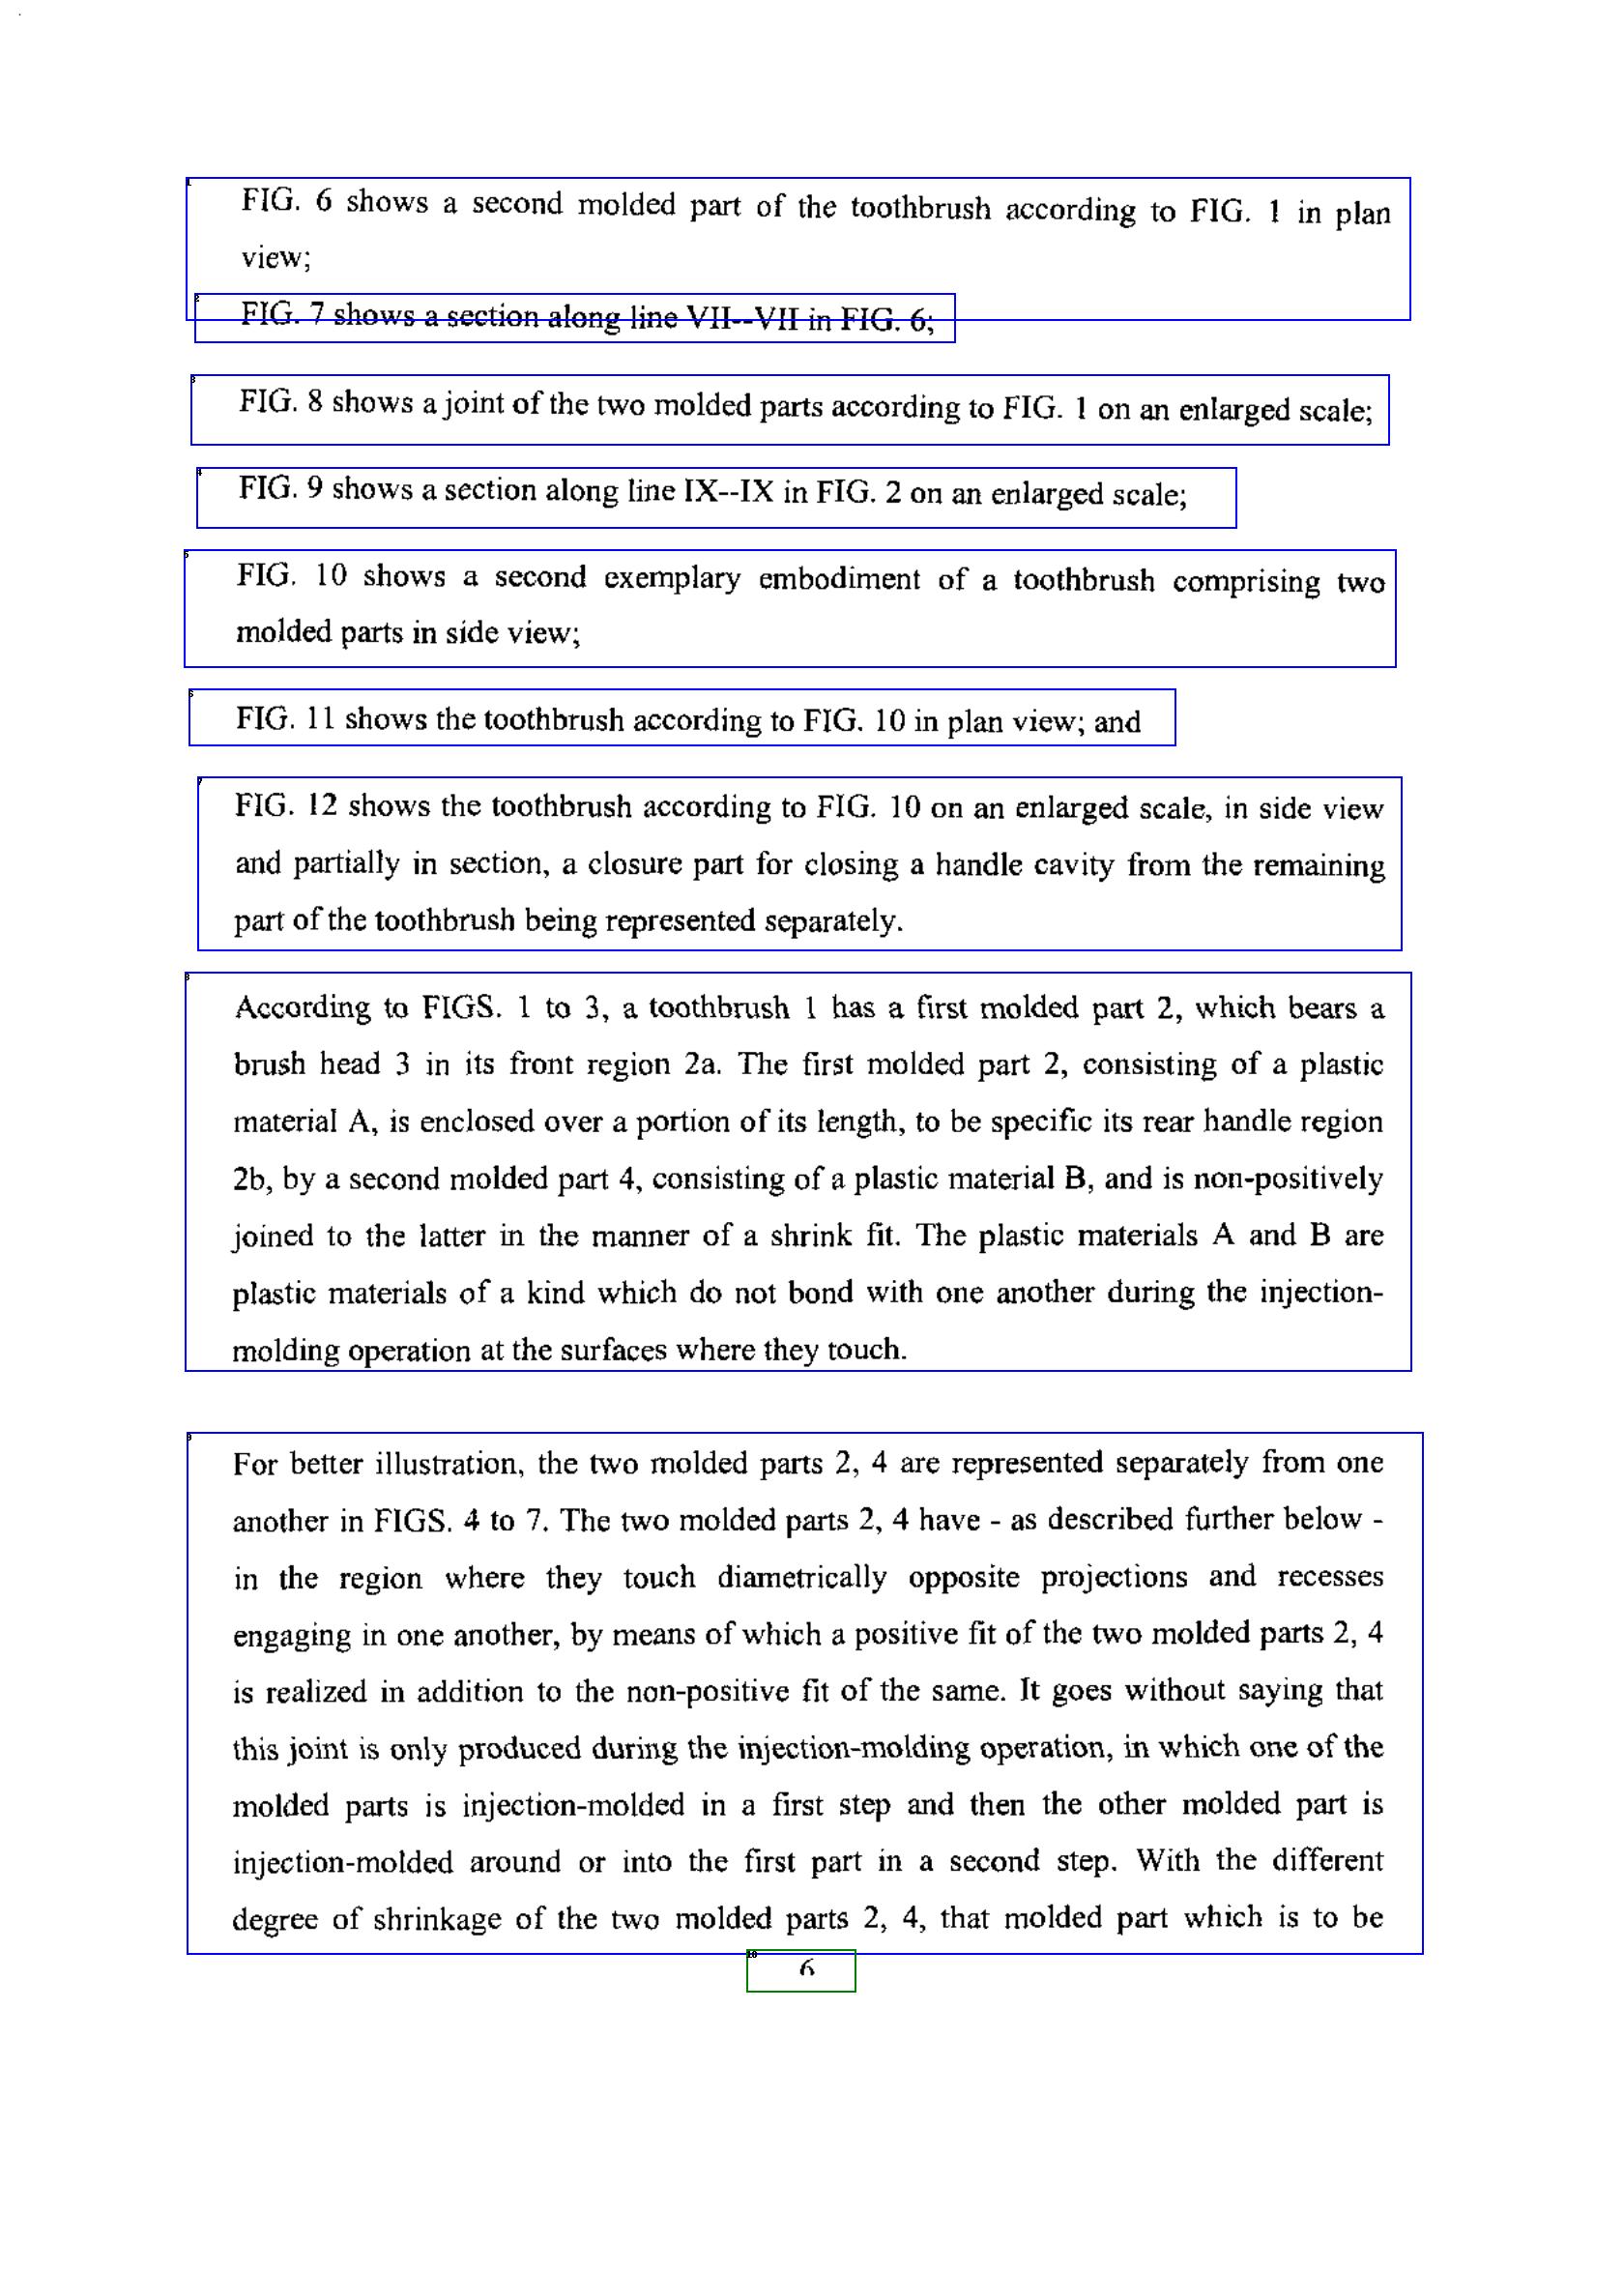 FIG. 6 shows a second molded part of the toothbrush according to FIG. 1 in plan
view;
FIG. 7 shows a section along line VII--VII in FIG. 6;
FIG. 8 shows a joint of the two molded parts according to FIG. 1 on an enlarged scale;
FIG. 9 shows a section along line IX--IX in FIG. 2 on an enlarged scale;
FIG. 10 shows a second exemplary embodiment of a toothbrush comprising two
molded parts in side view;
FIG. 11 shows the toothbrush according to FIG. 10 in plan view; and
FIG. 12 shows the toothbrush according to FIG. 10 on an enlarged scale, in side view
and partially in section, a closure part for closing a handle cavity from the remaining
part of the toothbrush being represented separately.
According to FIGS. 1 to 3, a toothbrush 1 has a first molded part 2, which bears a
brush head 3 in its front region 2a. The first molded part 2, consisting of a plastic
material A, is enclosed over a portion of its length, to be specific its rear handle region
2b, by a second molded part 4, consisting of a plastic material B, and is non-positively
joined to the latter in the manner of a shrink fit. The plastic materials A and B are
plastic materials of a kind which do not bond with one another during the injection-
molding operation at the surfaces where they touch.
For better illustration, the two molded parts 2, 4 are represented separately from one
another in FIGS. 4 to 7. The two molded parts 2, 4 have - as described further below -
in the region where they touch diametrically opposite projections and recesses
engaging in one another, by means of which a positive fit of the two molded parts 2, 4
is realized in addition to the non-positive fit of the same. It goes without saying that
this joint is only produced during the injection-molding operation, in which one of the
molded parts is injection-molded in a first step and then the other molded part is
injection-molded around or into the first part in a second step. With the different
degree of shrinkage of the two molded parts 2, 4, that molded part which is to be
6